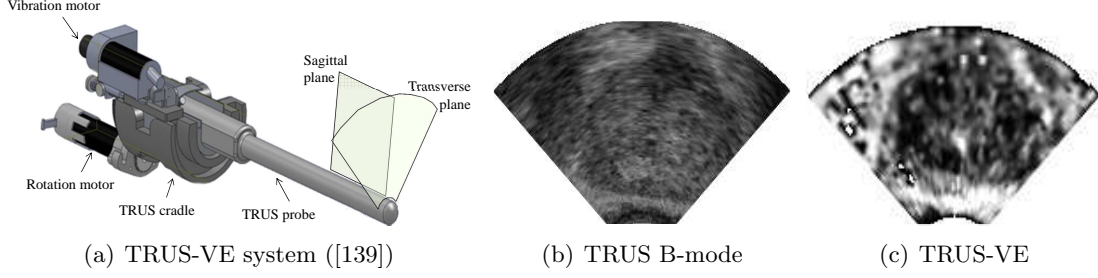 Vibration motor
Sagittal
plane
Transverse
plane
Rotation motor
TRUS cradle
TRUS probe
(a) TRUS-VE system ([139])
(b) TRUS B-mode
(c) TRUS-VE